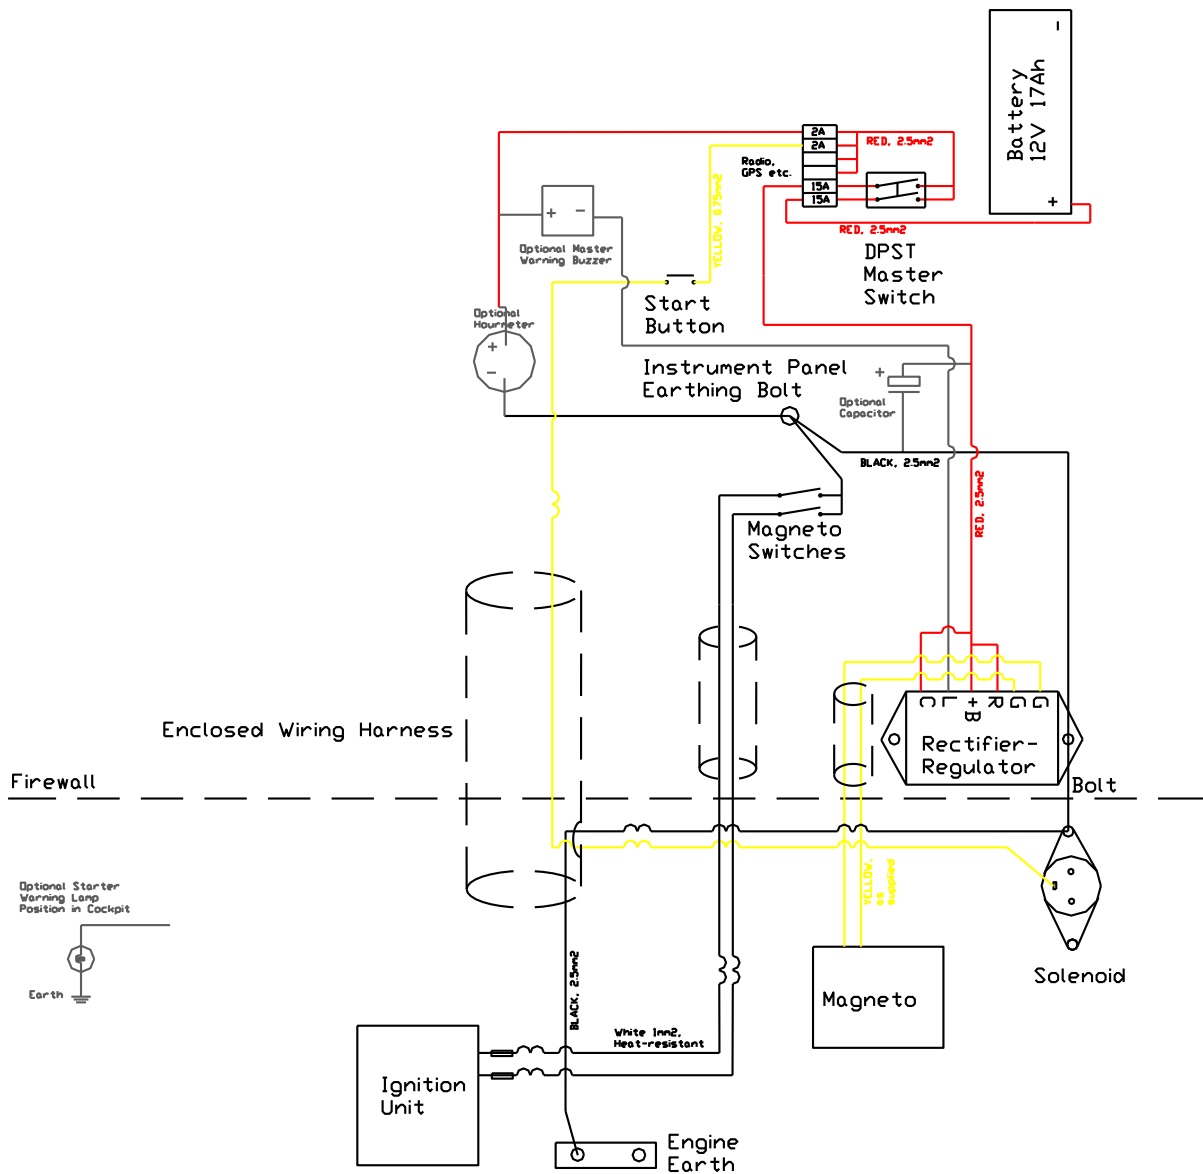 −
Battery
12V 17Ah
+
2A
2A
15A
15A
RED, 2.5mm2
Radio,
GPS etc.
RED, 2.5mm2
DPST
Master
Switch
YELLOW, 0.75mm2
+ −
Optional Master
Warning Buzzer
Start
Button
Optional
Hourmeter
+
−
Instrument Panel
Earthing Bolt
+
Optional
Capacitor
BLACK, 2.5mm2
RED, 2.5mm2
Magneto
Switches
Enclosed Wiring Harness
C L +B R G G
Rectifier-
Regulator
Firewall
Bolt
YELLOW,
as
supplied
Optional Starter
Warning Lamp
Position in Cockpit
Earth
Solenoid
Magneto
BLACK, 2.5mm2
White 1mm2,
Heat-resistant
Ignition
Unit
Engine
Earth